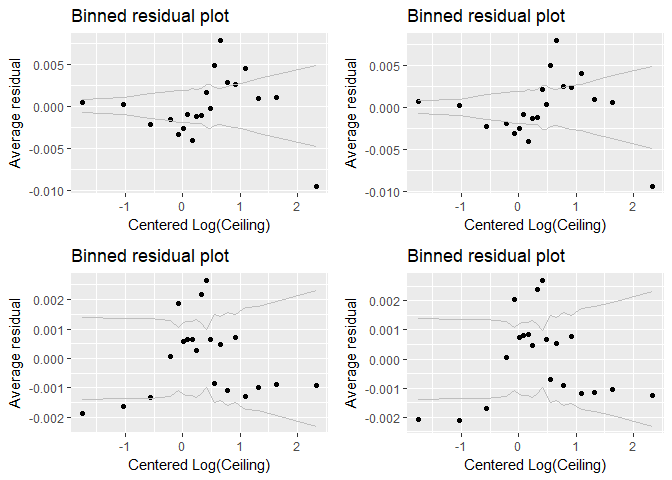 Binned residual plot
Average residual
0.005
0.000
-0.005
-0.010
-1 0 1 2
Centered Log(Ceiling)
Binned residual plot
Average residual
0.005
0.000
-0.005
-0.010
-1 0 1 2
Centered Log(Ceiling)
Binned residual plot
Average residual
0.002
0.001
0.000
-0.001
-0.002
-1 0 1 2
Centered Log(Ceiling)
Binned residual plot
Average residual
0.002
0.001
0.000
-0.001
-0.002
-1 0 1 2
Centered Log(Ceiling)